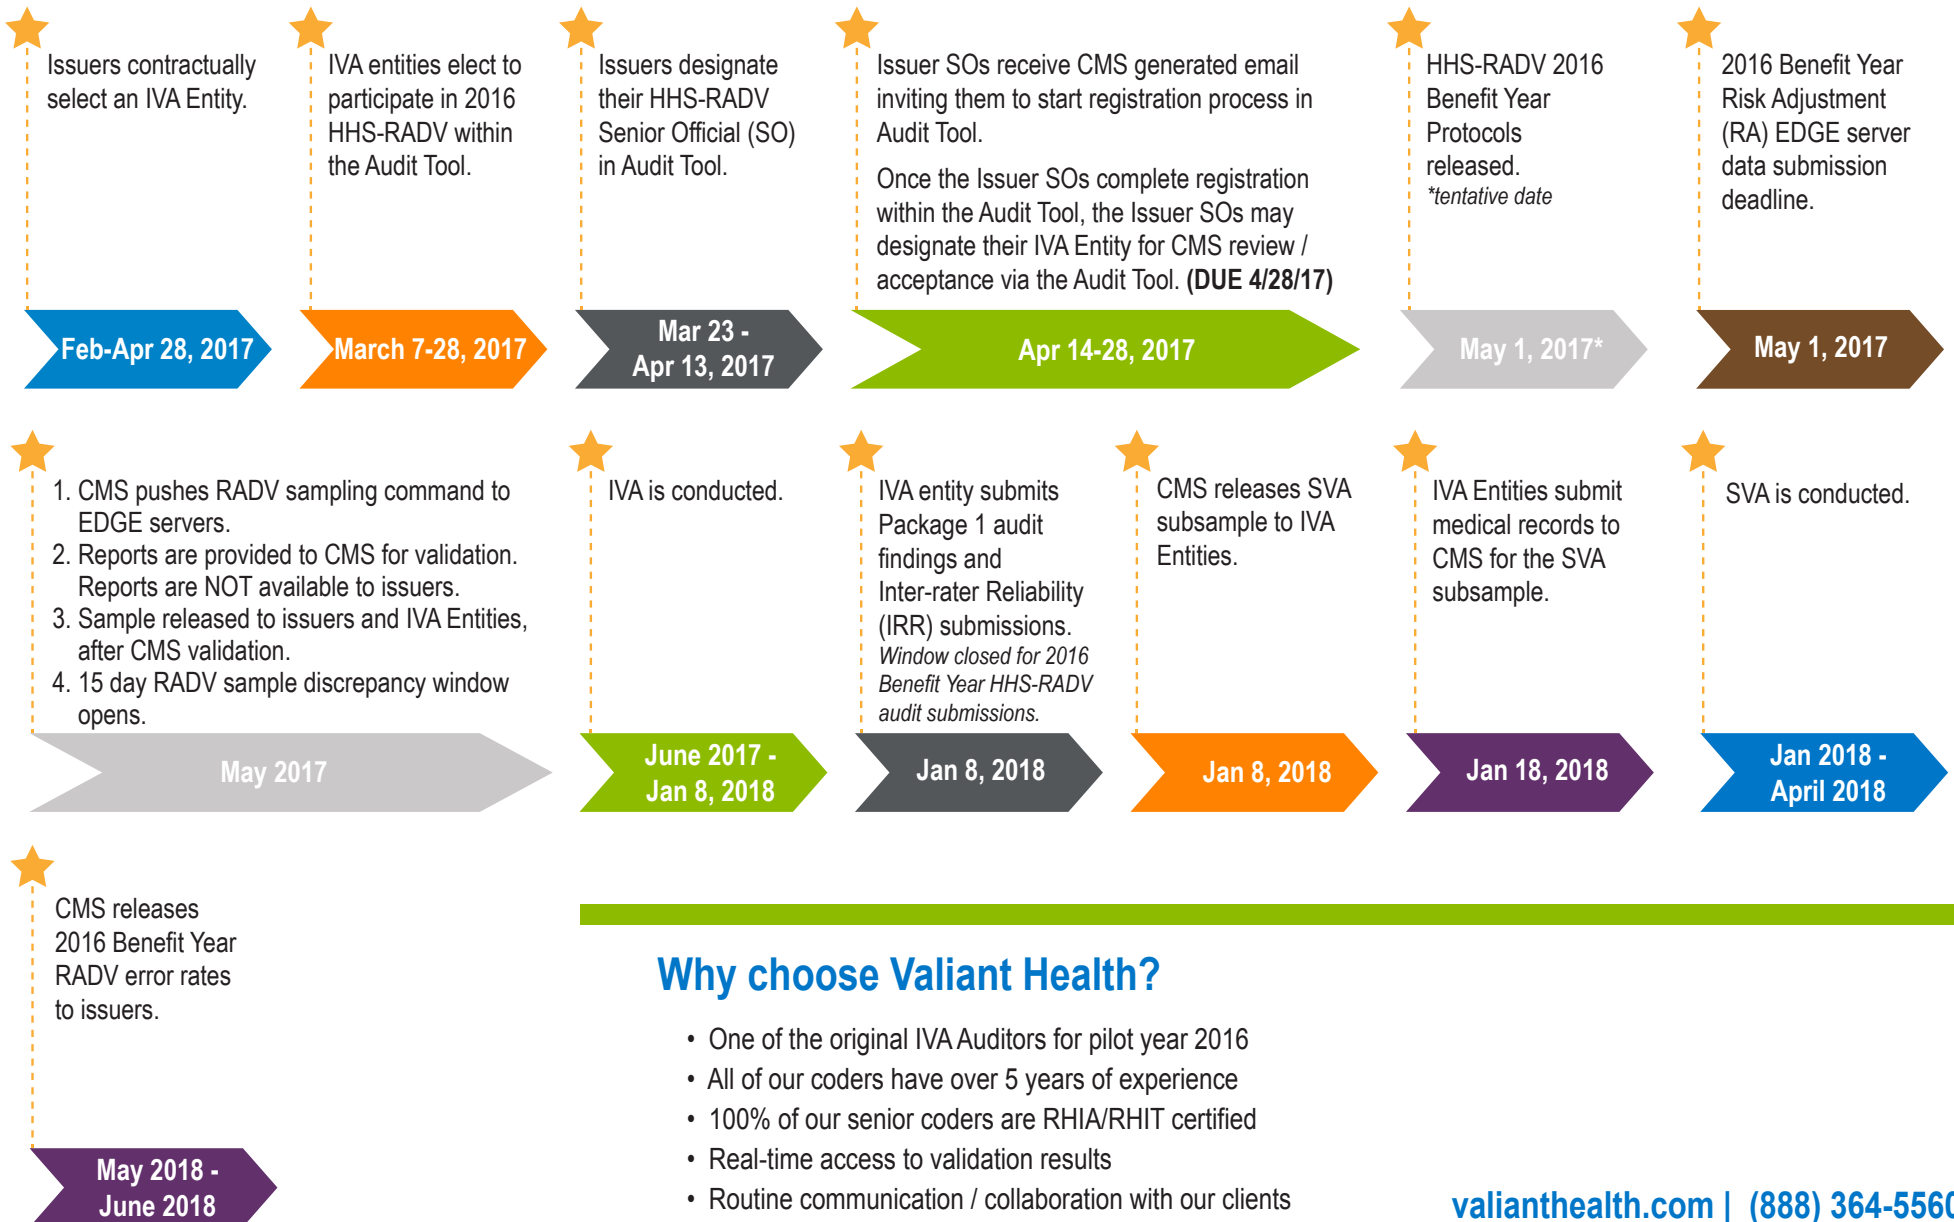 Issuers contractually
select an IVA Entity.
Feb-Apr 28, 2017
IVA entities elect to
participate in 2016
HHS-RADV within
the Audit Tool.
March 7-28, 2017
Issuers designate
their HHS-RADV
Senior Official (SO)
in Audit Tool.
Mar 23 -
Apr 13, 2017
Issuer SOs receive CMS generated email
inviting them to start registration process in
Audit Tool.
Once the Issuer SOs complete registration
within the Audit Tool, the Issuer SOs may
designate their IVA Entity for CMS review /
acceptance via the Audit Tool. (DUE 4/28/17)
Apr 14-28, 2017
HHS-RADV 2016
Benefit Year
Protocols
released.
*tentative date
May 1, 2017*
2016 Benefit Year
Risk Adjustment
(RA) EDGE server
data submission
deadline.
May 1, 2017
1. CMS pushes RADV sampling command to
EDGE servers.
2. Reports are provided to CMS for validation.
Reports are NOT available to issuers.
3. Sample released to issuers and IVA Entities,
after CMS validation.
4. 15 day RADV sample discrepancy window
opens.
May 2017
IVA is conducted.
June 2017 -
Jan 8, 2018
IVA entity submits
Package 1 audit
findings and
Inter-rater Reliability
(IRR) submissions.
Window closed for 2016
Benefit Year HHS-RADV
audit submissions.
Jan 8, 2018
CMS releases SVA
subsample to IVA
Entities.
Jan 8, 2018
IVA Entities submit
medical records to
CMS for the SVA
subsample.
Jan 18, 2018
SVA is conducted.
Jan 2018 -
April 2018
CMS releases
2016 Benefit Year
RADV error rates
to issuers.
May 2018 -
June 2018
Why choose Valiant Health?
• One of the original IVA Auditors for pilot year 2016
• All of our coders have over 5 years of experience
• 100% of our senior coders are RHIA/RHIT certified
• Real-time access to validation results
• Routine communication / collaboration with our clients
valianthealth.com | (888) 364-5560